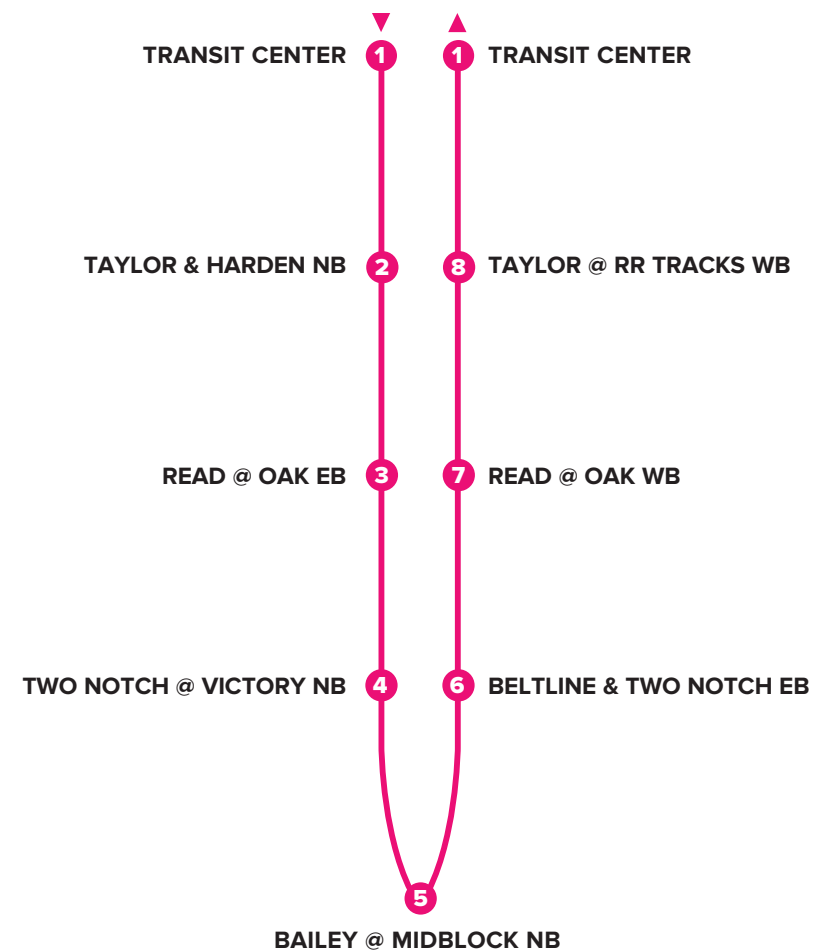 TRANSIT CENTER 1 1 TRANSIT CENTER
TAYLOR & HARDEN NB 2 8 TAYLOR @ RR TRACKS WB
READ @ OAK EB 3 7 READ @ OAK WB
TWO NOTCH @ VICTORY NB 4 6 BELTLINE & TWO NOTCH EB
5
BAILEY @ MIDBLOCK NB